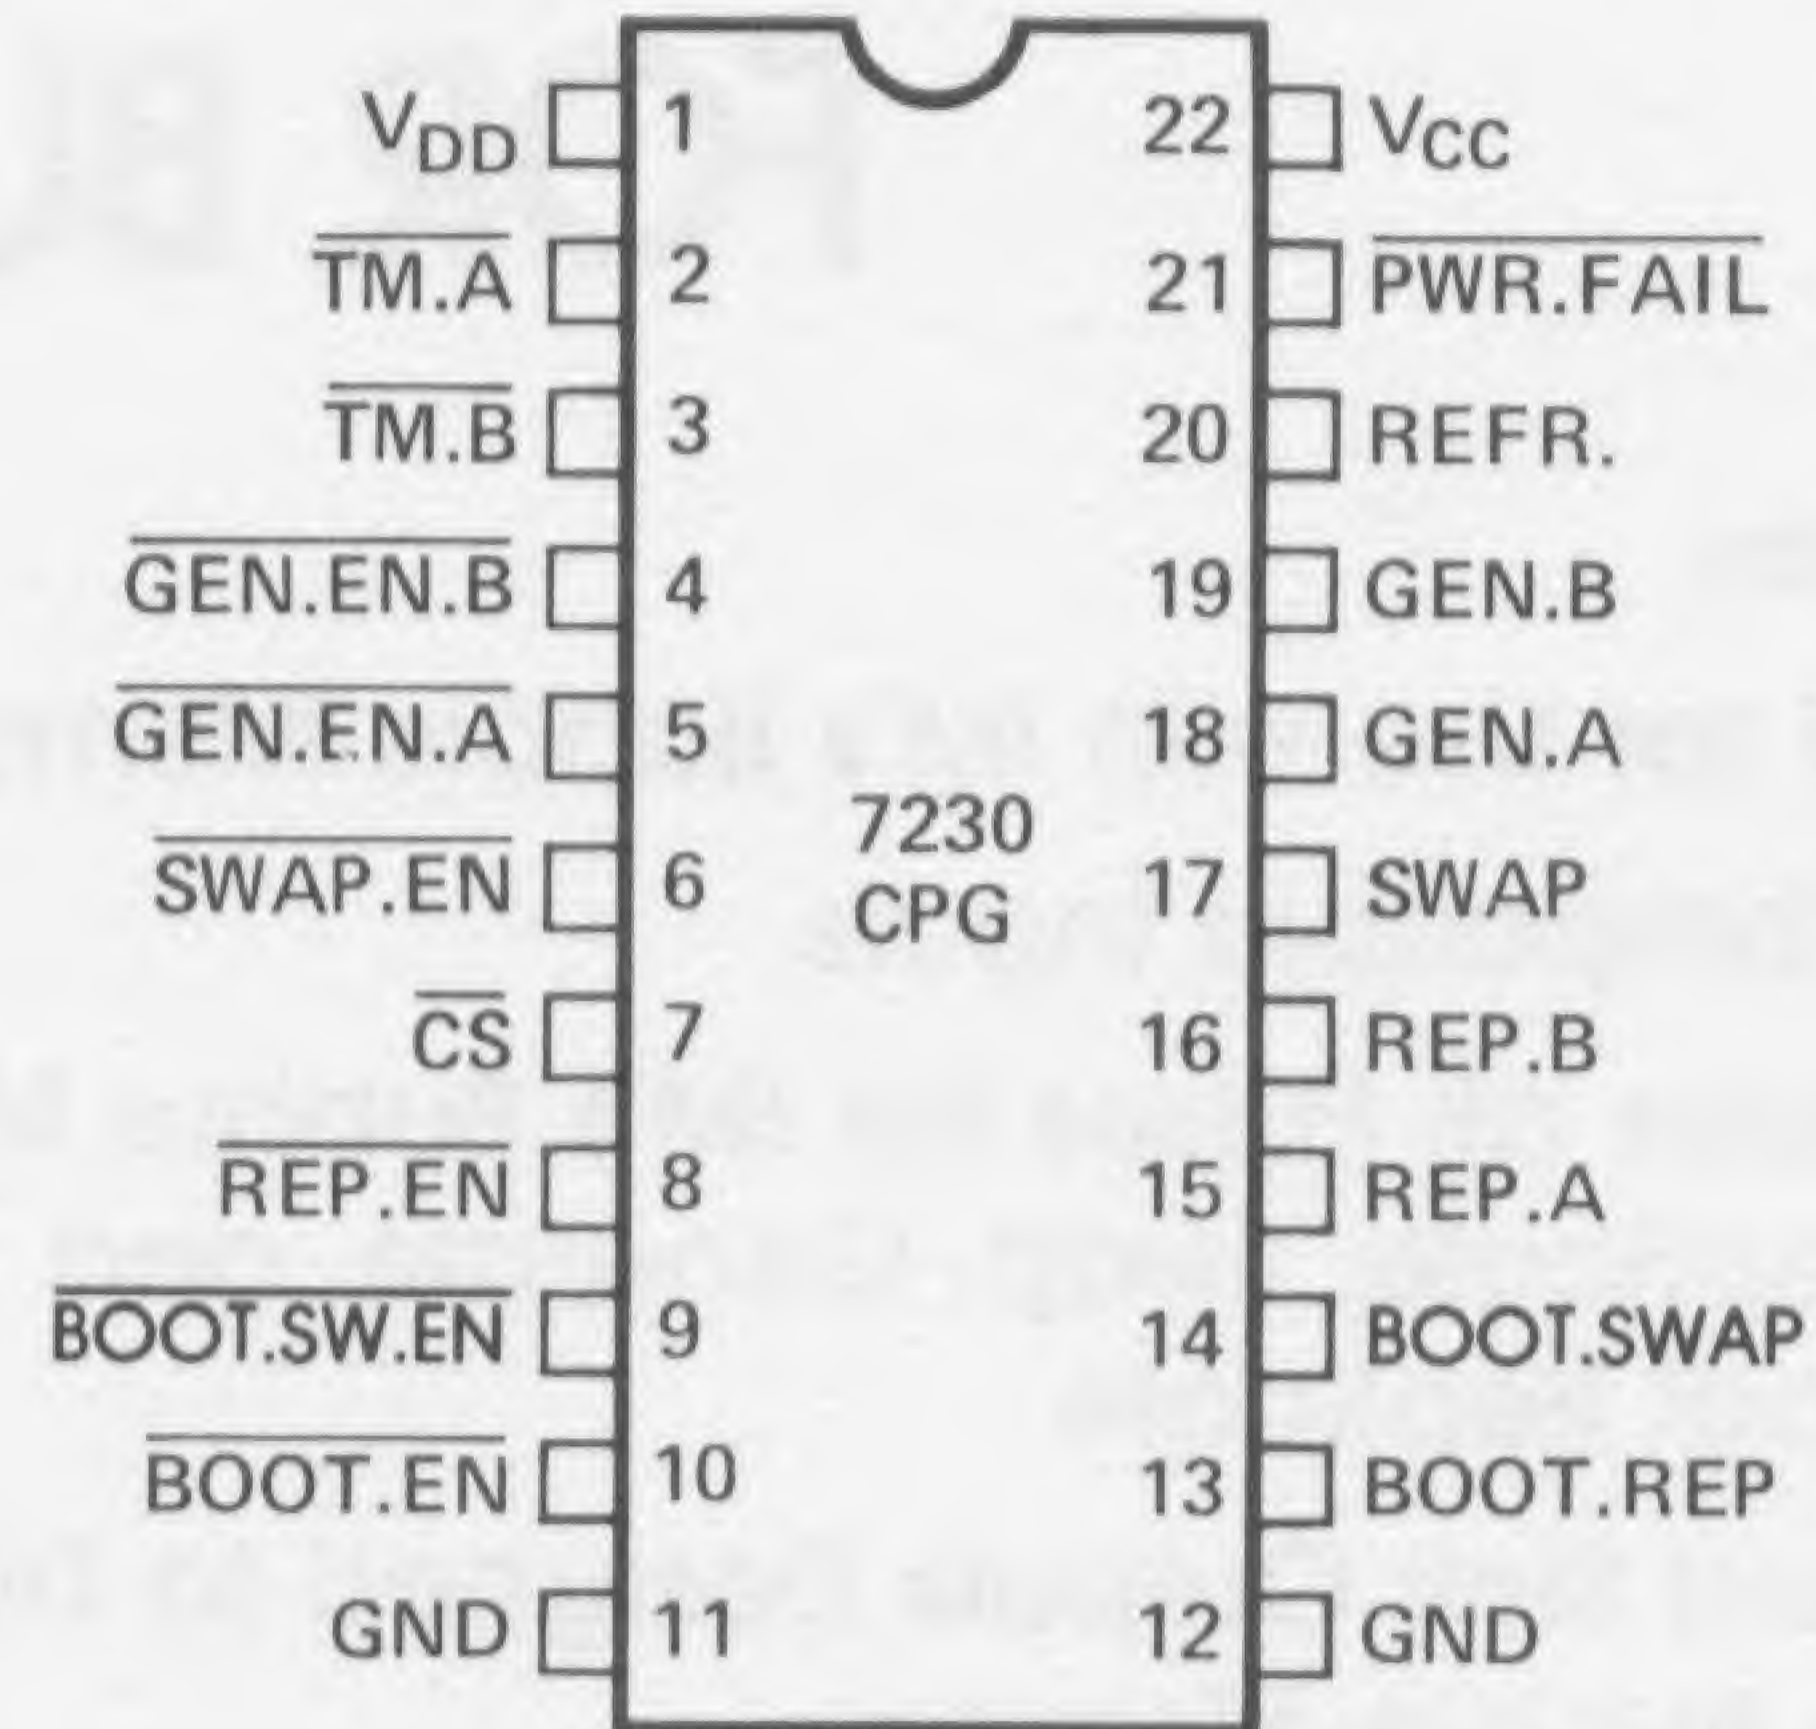 VDD 1 22 VCC
TM.A 2 21 PWR.FAIL
TM.B 3 20 REFR.
GEN.EN.B 4 19 GEN.B
GEN.EN.A 5 18 GEN.A
7230
SWAP.EN 6 17 SWAP
CPG
CS 7 16 REP.B
REP.EN 8 15 REP.A
BOOT.SW.EN 9 14 BOOT.SWAP
BOOT.EN 10 13 BOOT.REP
GND 11 12 GND